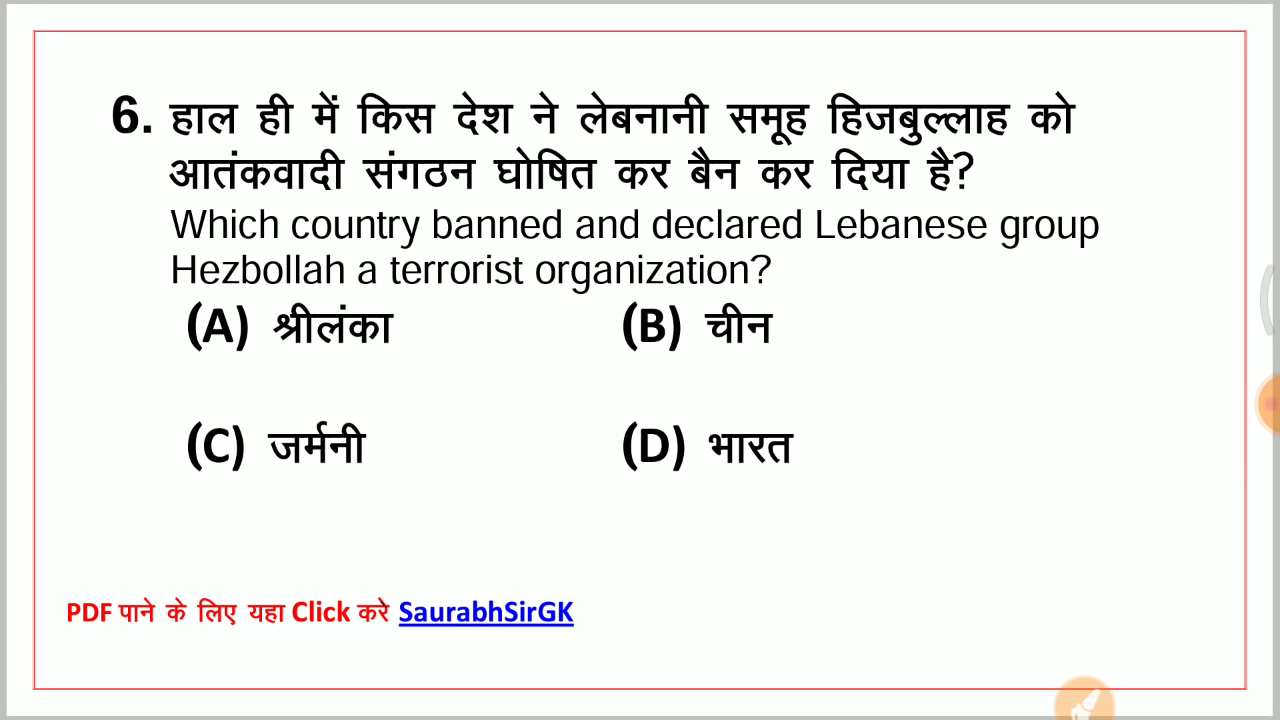 6. हाल ही में किस देश ने लेबनानी समूह हिजबुल्लाह को
आतंकवादी संगठन घोषित कर बैन कर दिया है?
Which country banned and declared Lebanese group
Hezbollah a terrorist organization?
(A) श्रीलंका (B) चीन
(C) जर्मनी (D) भारत
PDF पाने के लिए यहा Click करे SaurabhSirGK